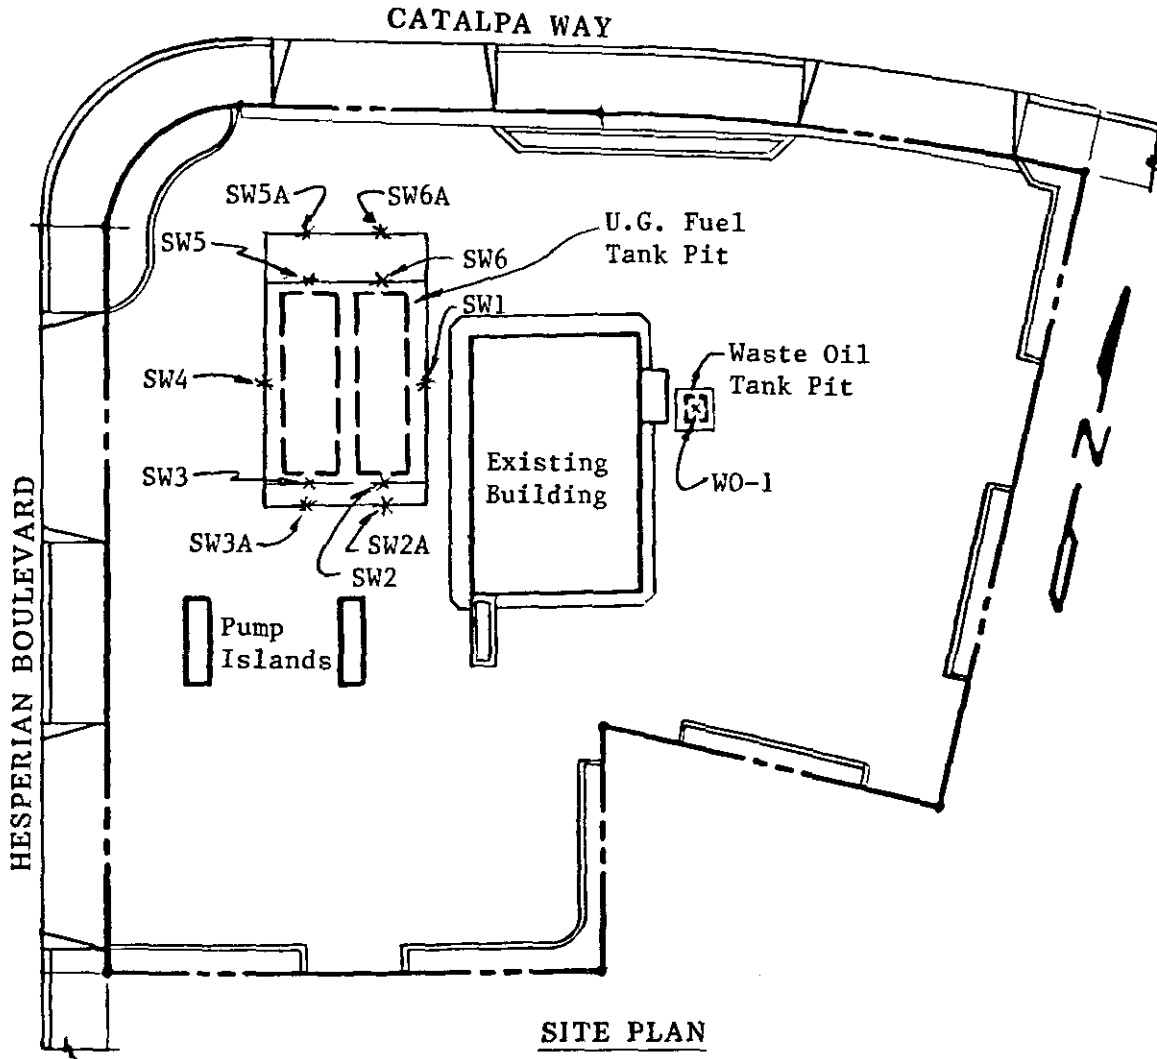 CATALPA WAY
SW5A
SW6A
U.G. Fuel
Tank Pit
SW5
SW6
SW1
Waste Oil
Tank Pit
SW4
N
SW3
Existing
Building
WO-1
SW3A
SW2A
SW2
HESPERIAN BOULEVARD
Pump
Islands
SITE PLAN